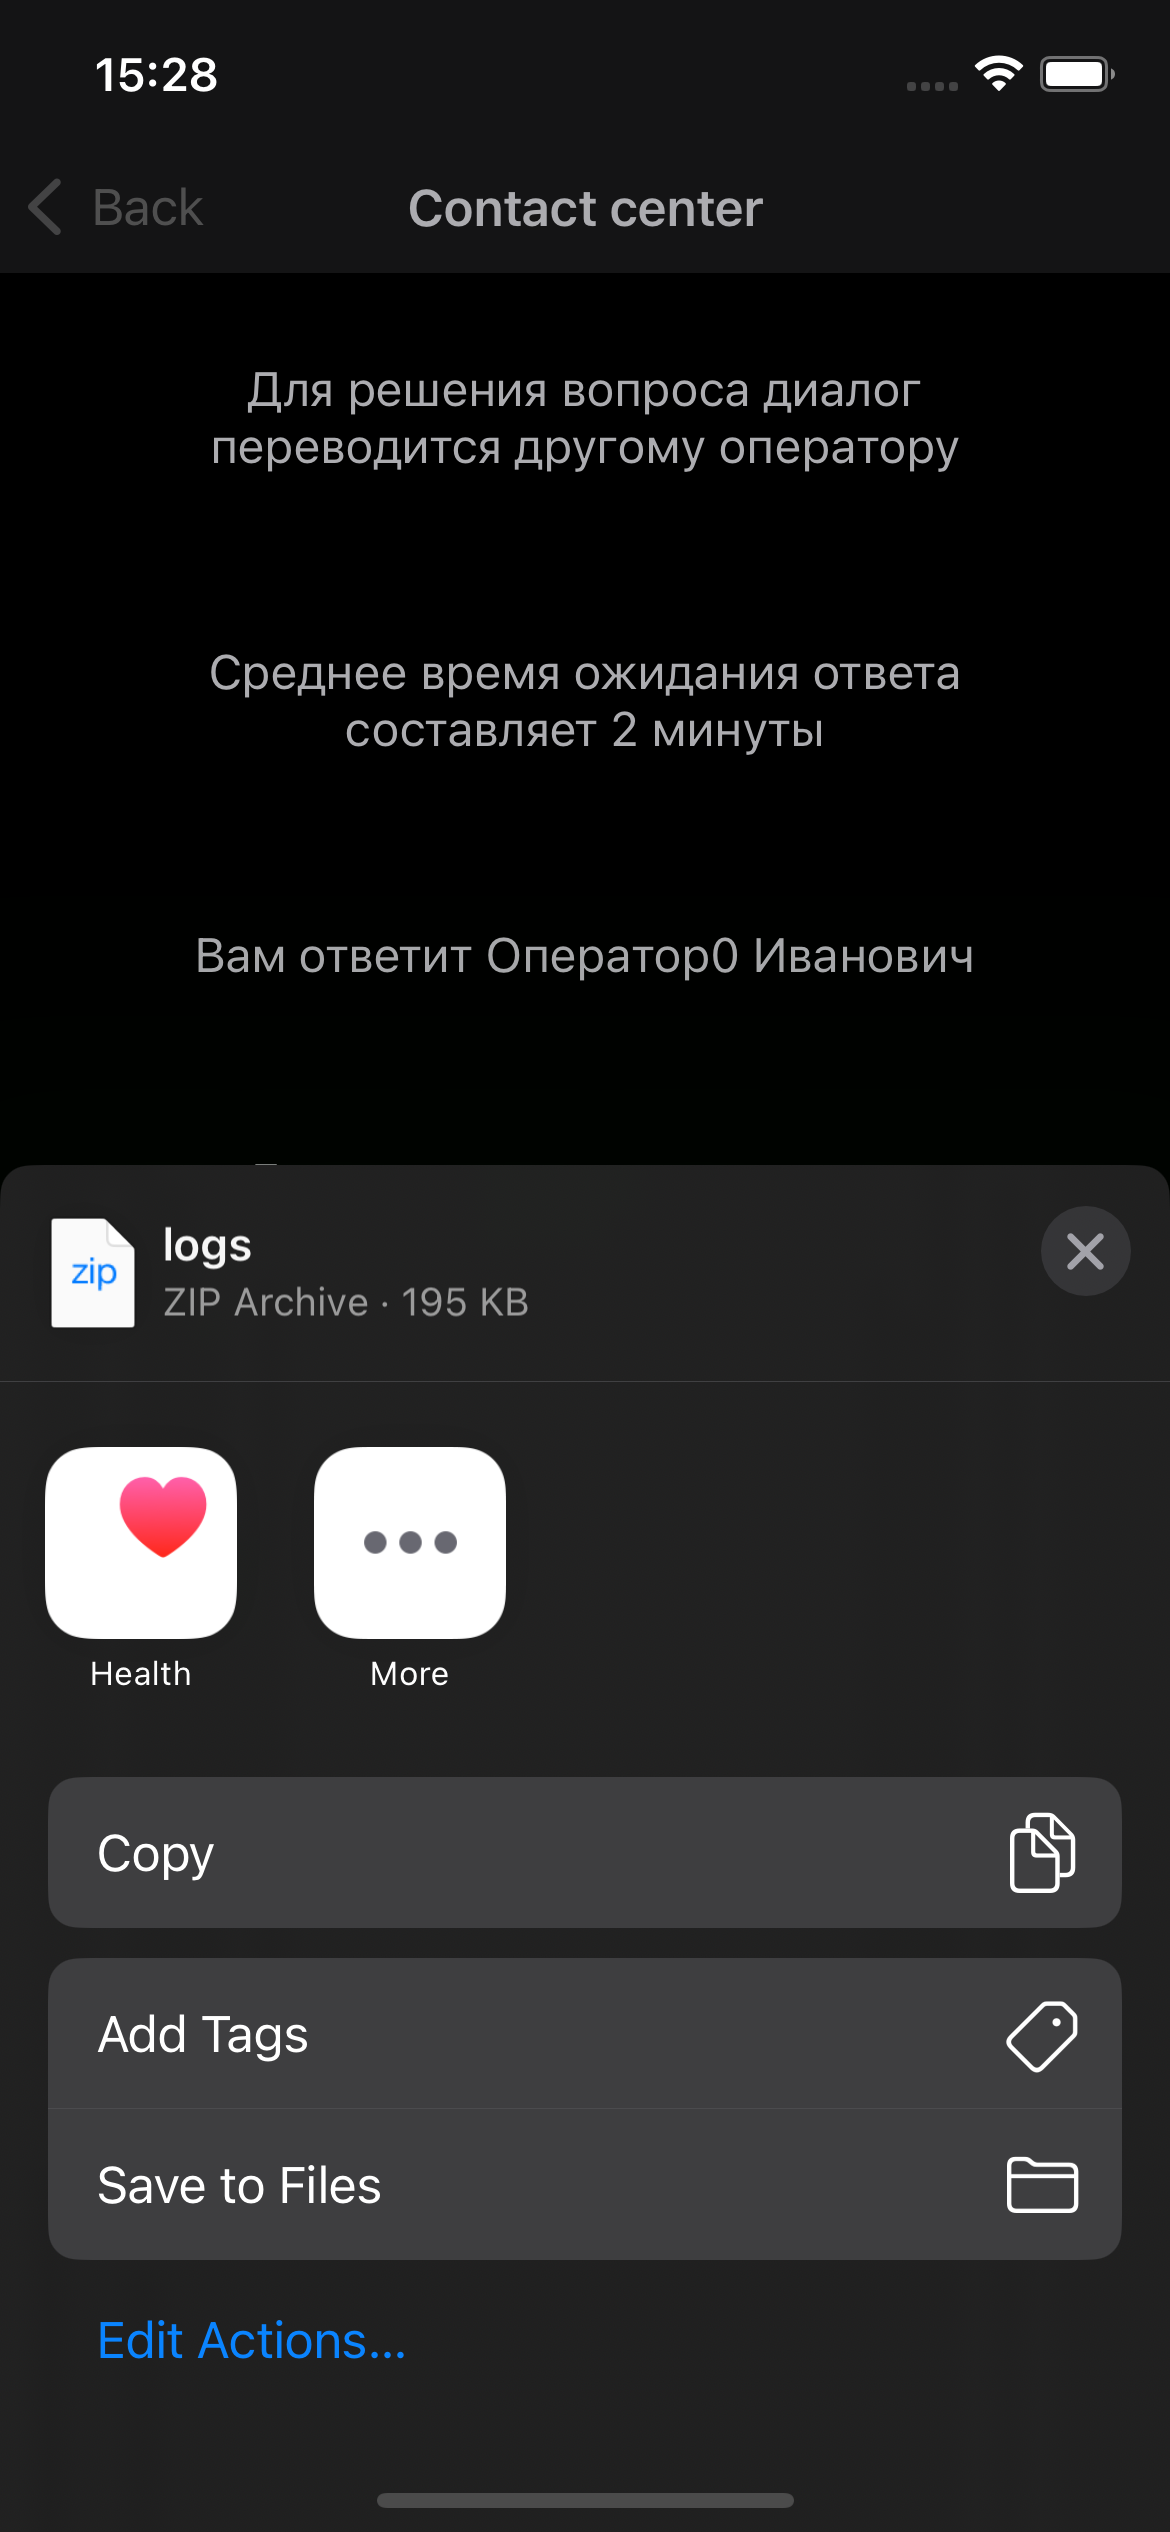 15:28
Back
Contact center
Для решения вопроса диалог
переводится другому оператору
Среднее время ожидания ответа
составляет 2 минуты
Вам ответит Оператор0 Иванович
zip
logs
ZIP Archive · 195 KB
Health
More
Copy
Add Tags
Save to Files
Edit Actions...